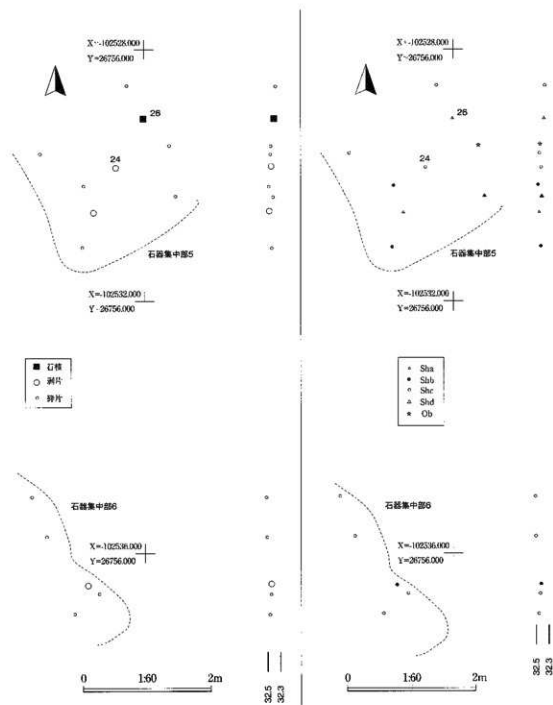 X=-102528.000
Y=26756.000
26
24
石器集中部5
X=-102532.000
Y=26756.000
石核
剥片
砕片
石器集中部6
X=-102536.000
Y=26756.000
0 1:60 2m
32.5
32.3
X=-102528.000
Y=26756.000
26
24
石器集中部5
X=-102532.000
Y=26756.000
Sha
Shb
Shc
Shd
Ob
石器集中部6
X=-102536.000
Y=26756.000
0 1:60 2m
32.5
32.3